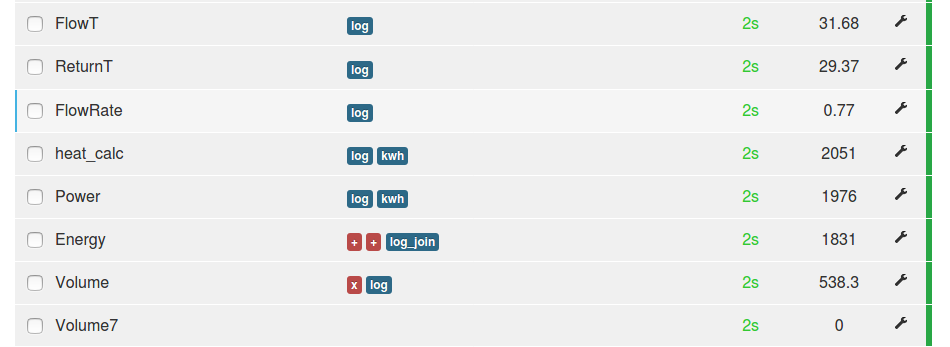 FlowT log 2s 31.68
ReturnT log 2s 29.37
FlowRate log 2s 0.77
heat_calc log kwh 2s 2051
Power log kwh 2s 1976
Energy + + log_join 2s 1831
Volume x log 2s 538.3
Volume7 2s 0